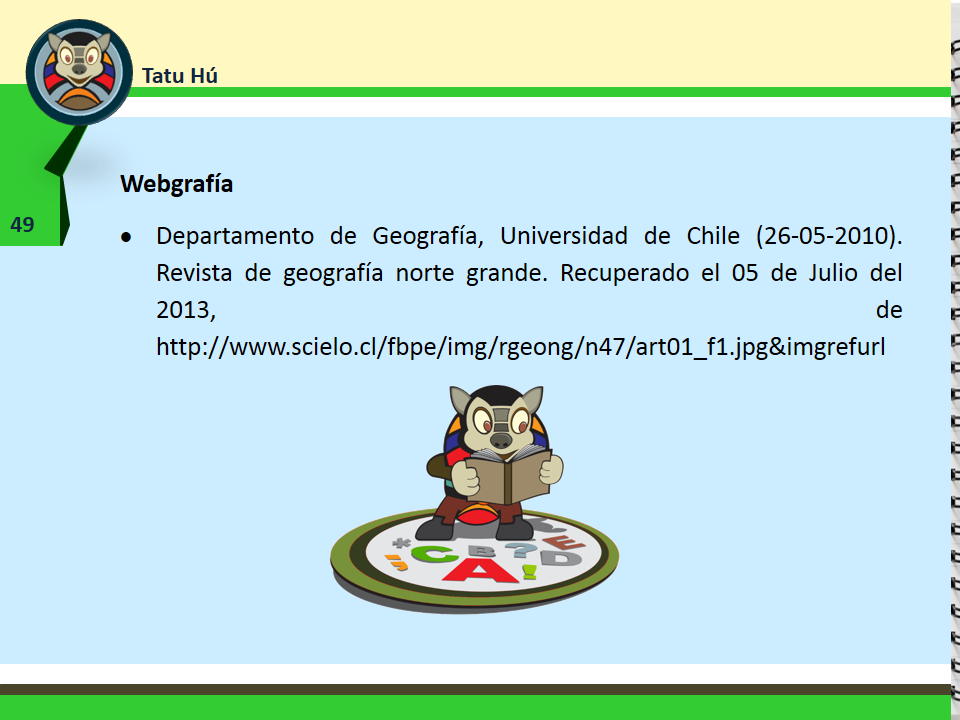 Tatu Hú
Webgrafía
49
• Departamento de Geografía, Universidad de Chile (26-05-2010).
Revista de geografía norte grande. Recuperado el 05 de Julio del
2013, de
http://www.scielo.cl/fbpe/img/rgeong/n47/art01_f1.jpg&imgrefurl
* C B ? E
A ! D